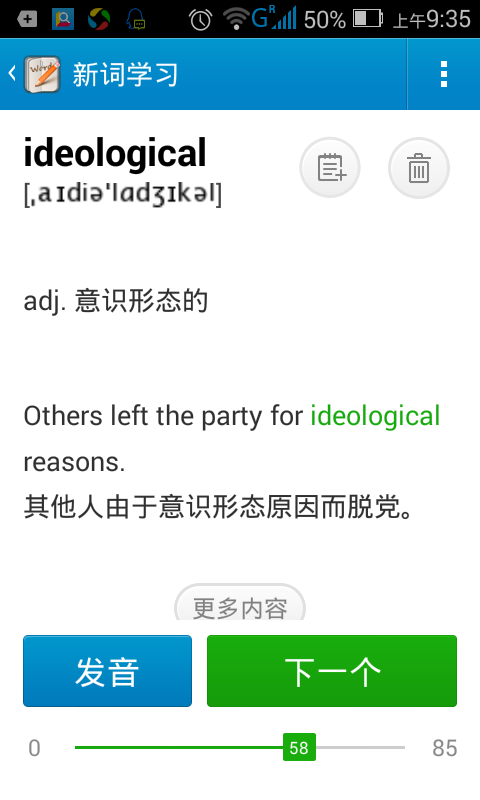 50% 上午9:35
新词学习
ideological
[ˌaɪdiə'lɑdʒɪkəl]
adj. 意识形态的
Others left the party for ideological
reasons.
其他人由于意识形态原因而脱党。
更多内容
发音 下一个
0 58 85